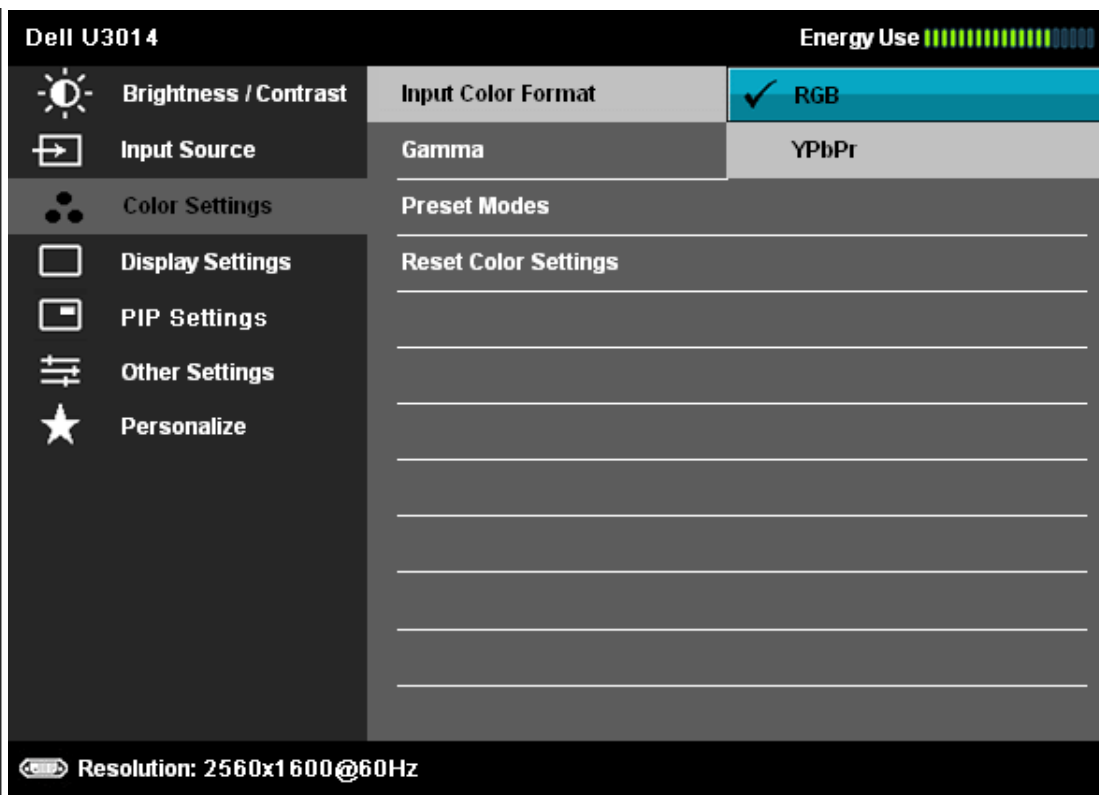 Dell U3014 Energy Use
Brightness / Contrast Input Color Format ✓ RGB
Input Source Gamma YPbPr
Color Settings Preset Modes
Display Settings Reset Color Settings
PIP Settings
Other Settings
Personalize
Resolution: 2560x1600@60Hz